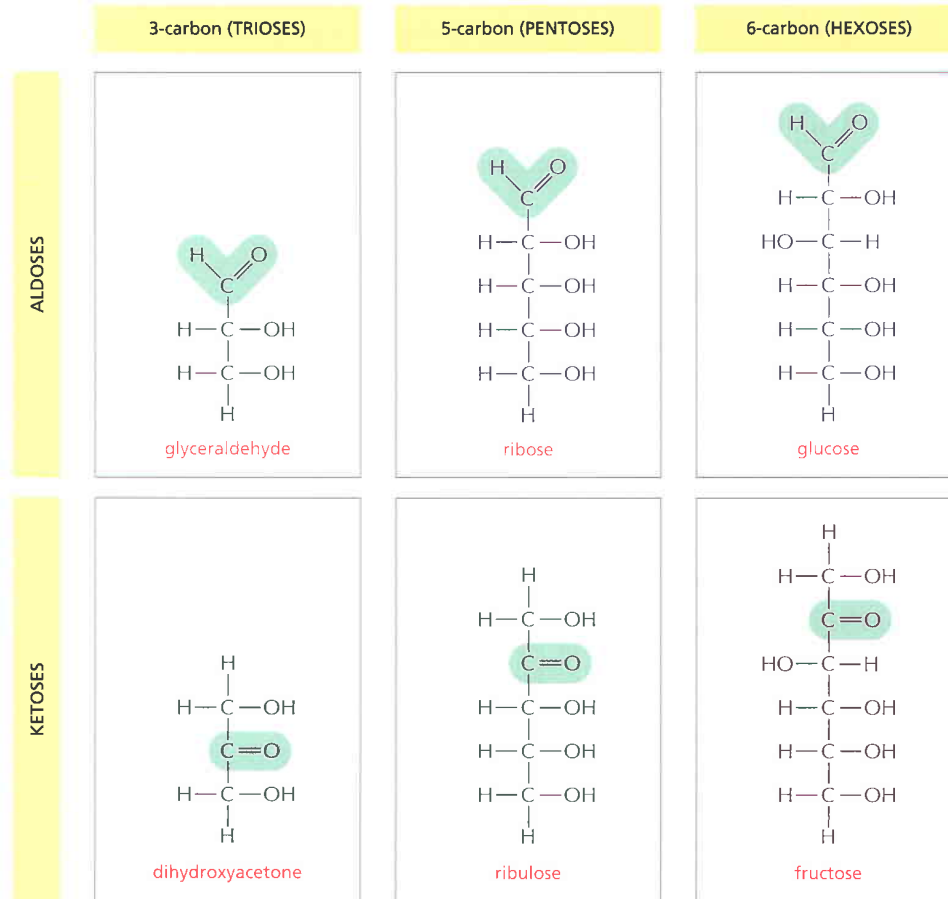 3-carbon (TRIOSES)
5-carbon (PENTOSES)
6-carbon (HEXOSES)
ALDOSES
H O
C
H—C—OH
H—C—OH
H
glyceraldehyde
H O
C
H—C—OH
H—C—OH
H—C—OH
H—C—OH
H
ribose
H O
C
H—C—OH
HO—C—H
H—C—OH
H—C—OH
H—C—OH
H
glucose
KETOSES
H
H—C—OH
C=O
H—C—OH
H
dihydroxyacetone
H
H—C—OH
C=O
H—C—OH
H—C—OH
H—C—OH
H
ribulose
H
H—C—OH
C=O
HO—C—H
H—C—OH
H—C—OH
H—C—OH
H
fructose